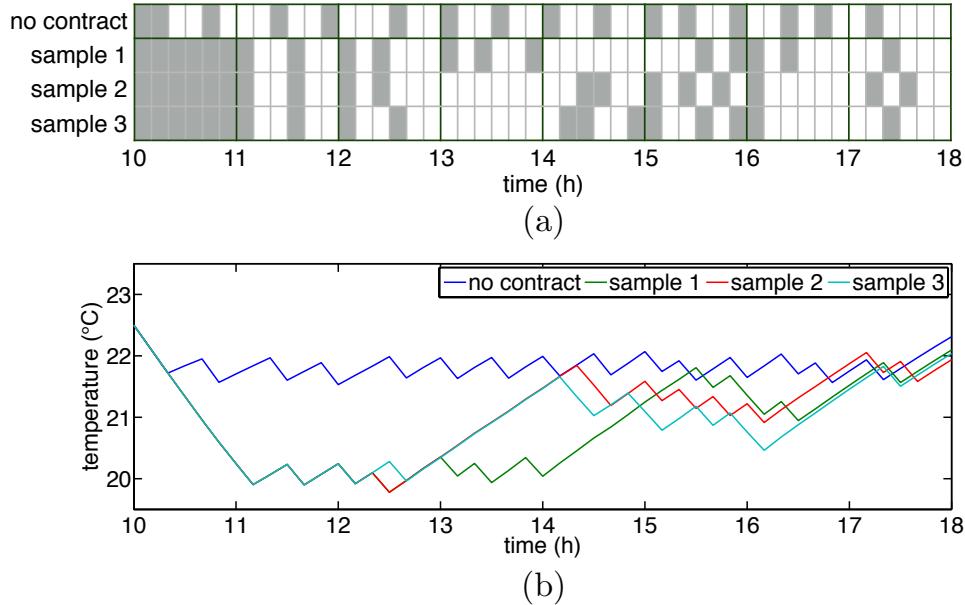 no contract
sample 1
sample 2
sample 3
10 11 12 13 14 15 16 17 18
time (h)
(a)
no contract sample 1 sample 2 sample 3
23
22
21
20
temperature (°C)
10 11 12 13 14 15 16 17 18
time (h)
(b)